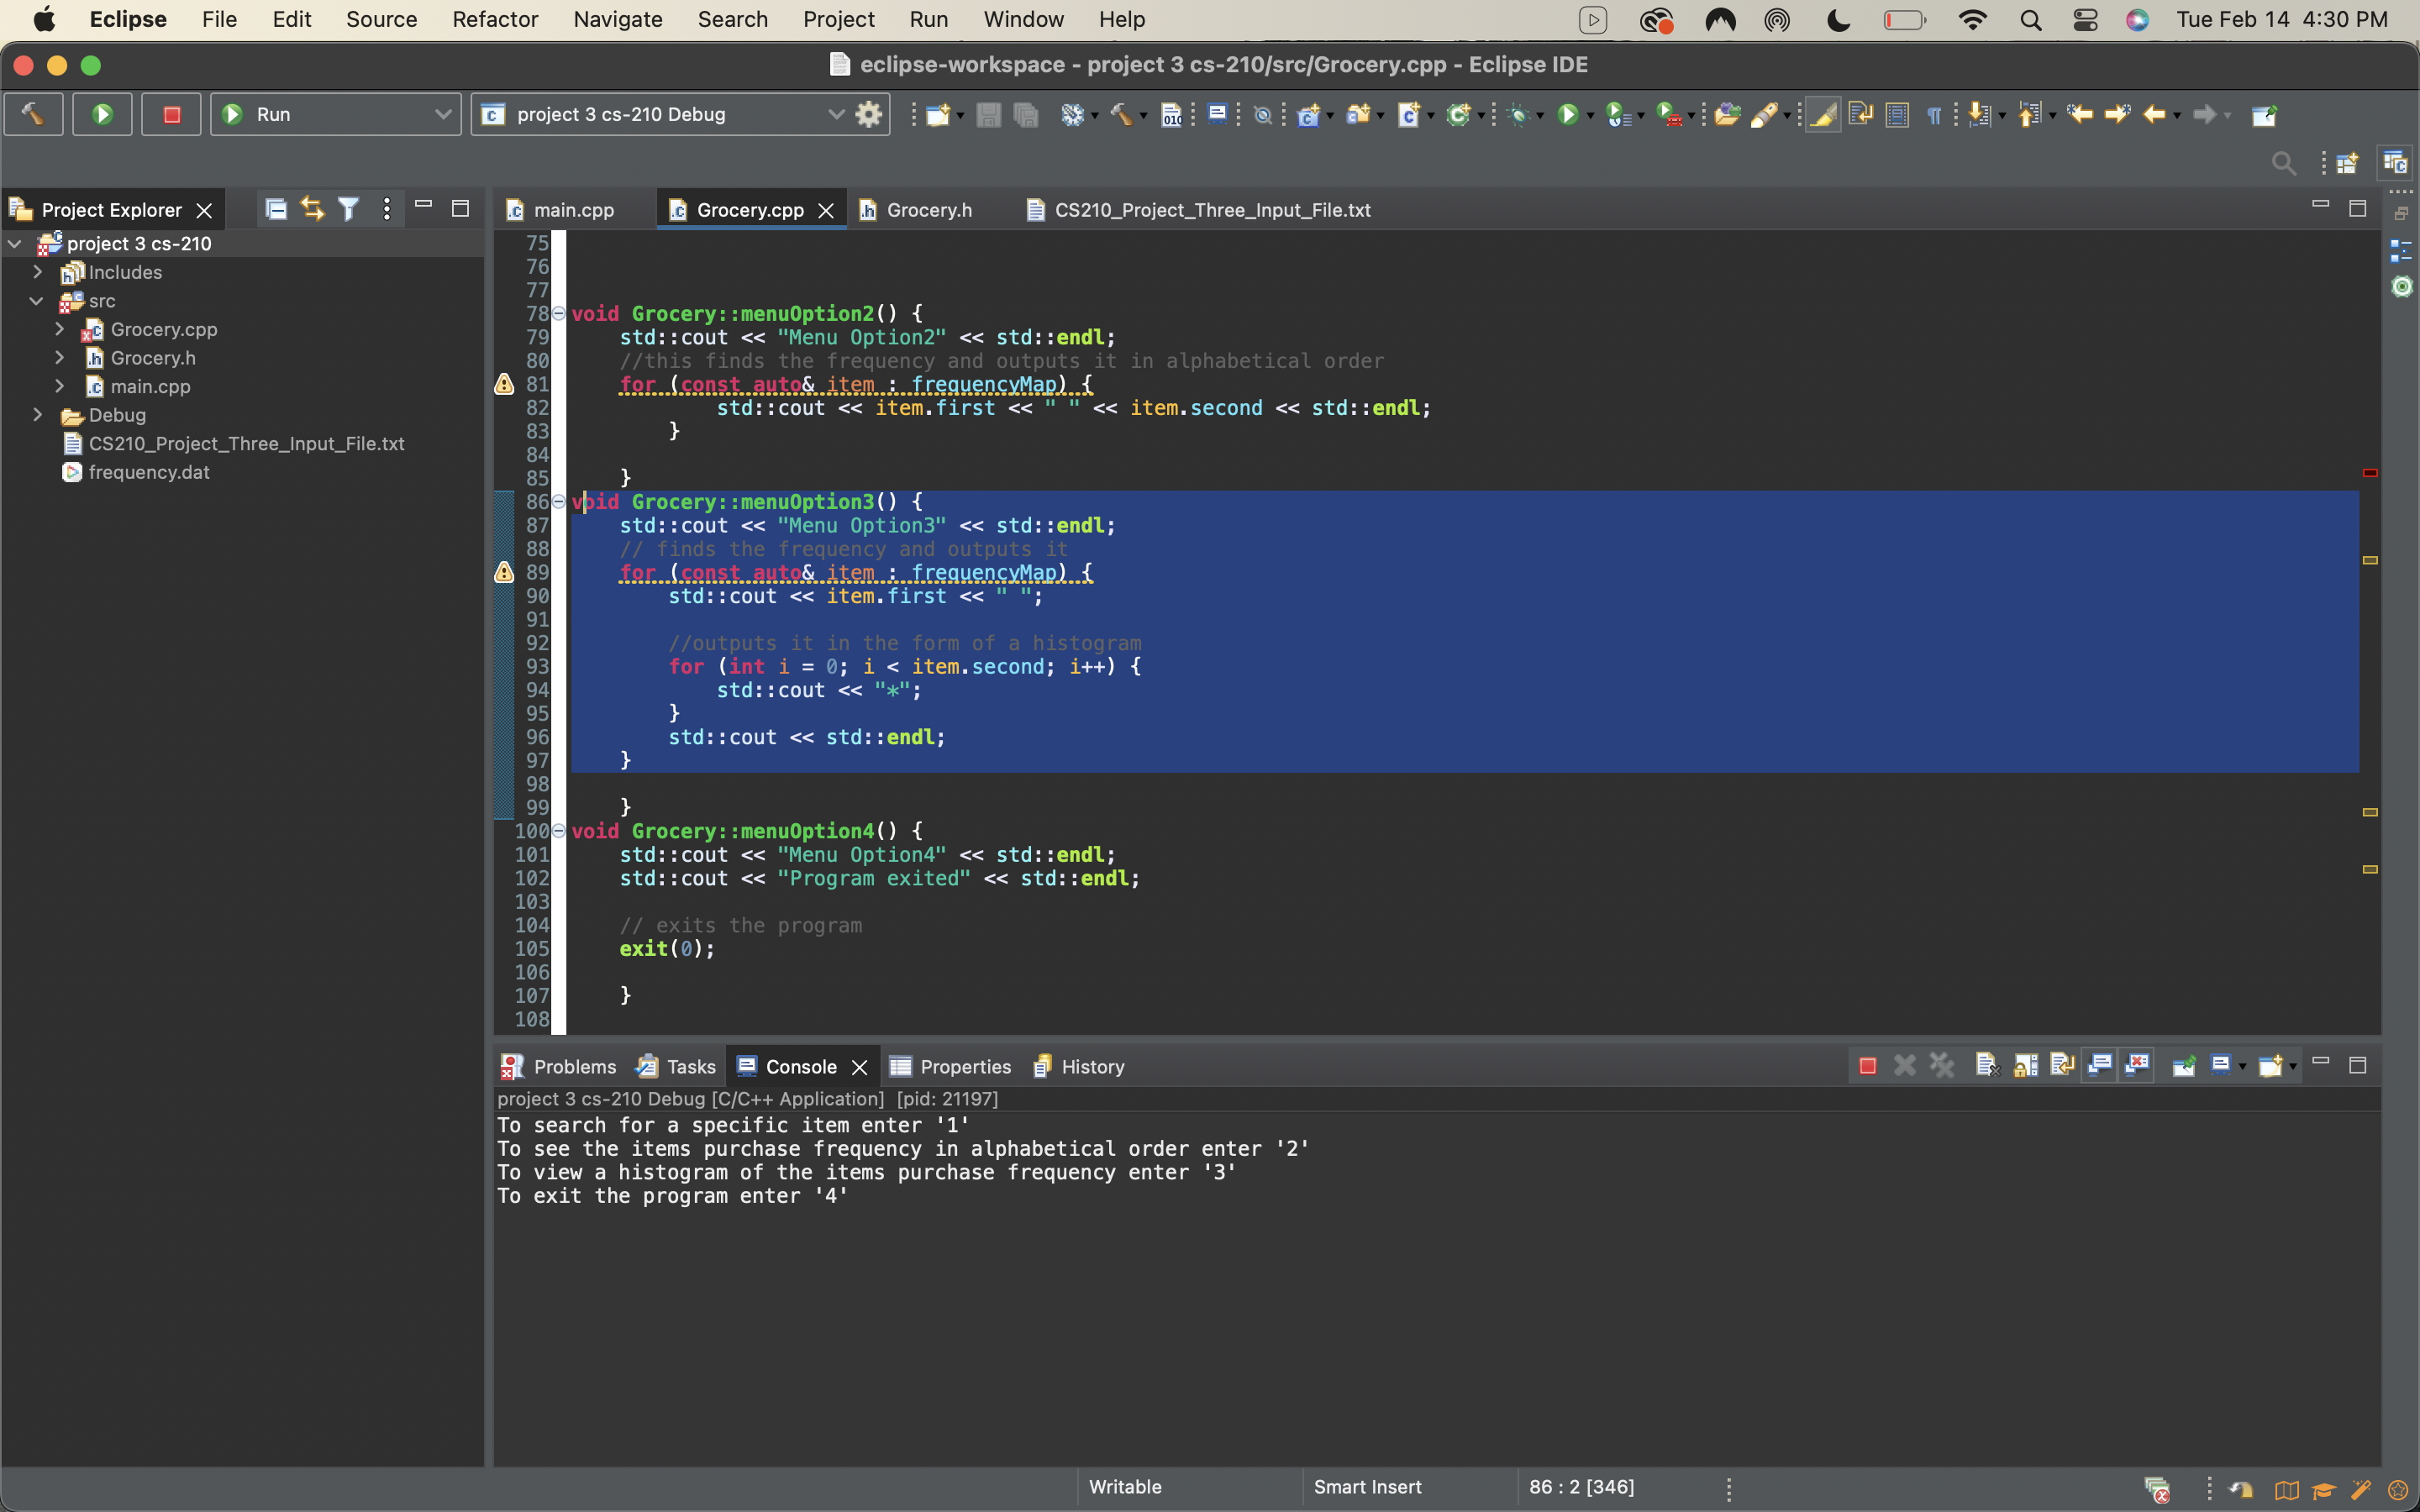 Eclipse File Edit Source Refactor Navigate Search Project Run Window Help Tue Feb 14 4:30 PM
eclipse-workspace - project 3 cs-210/src/Grocery.cpp - Eclipse IDE
Run project 3 cs-210 Debug
Project Explorer
project 3 cs-210
Includes
src
Grocery.cpp
Grocery.h
main.cpp
Debug
CS210_Project_Three_Input_File.txt
frequency.dat
main.cpp Grocery.cpp Grocery.h CS210_Project_Three_Input_File.txt
75
76
77
78 void Grocery::menuOption2() {
79 std::cout << "Menu Option2" << std::endl;
80 //this finds the frequency and outputs it in alphabetical order
81 for (const auto& item : frequencyMap) {
82 std::cout << item.first << " " << item.second << std::endl;
83 }
84
85 }
86 void Grocery::menuOption3() {
87 std::cout << "Menu Option3" << std::endl;
88 // finds the frequency and outputs it
89 for (const auto& item : frequencyMap) {
90 std::cout << item.first << " ";
91
92 //outputs it in the form of a histogram
93 for (int i = 0; i < item.second; i++) {
94 std::cout << "*";
95 }
96 std::cout << std::endl;
97 }
98
99 }
100 void Grocery::menuOption4() {
101 std::cout << "Menu Option4" << std::endl;
102 std::cout << "Program exited" << std::endl;
103
104 // exits the program
105 exit(0);
106
107 }
108
Problems Tasks Console Properties History
project 3 cs-210 Debug [C/C++ Application] [pid: 21197]
To search for a specific item enter '1'
To see the items purchase frequency in alphabetical order enter '2'
To view a histogram of the items purchase frequency enter '3'
To exit the program enter '4'
Writable Smart Insert 86 : 2 [346]